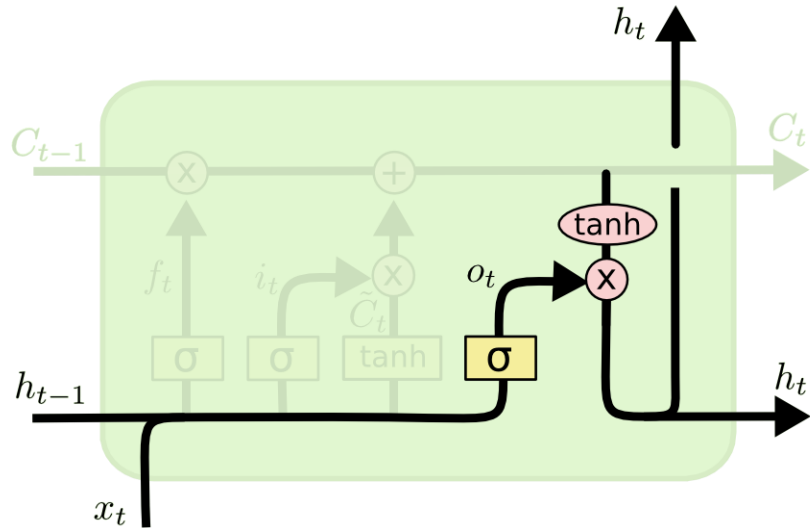 h_t
C_{t-1}
C_t
x
+
tanh
f_t
i_t
x
o_t
x
C̃_t
σ
σ
tanh
σ
h_{t-1}
h_t
x_t